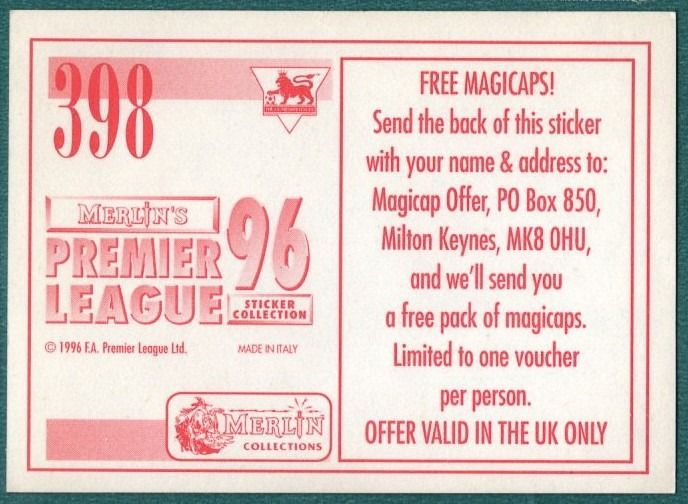 398
MERLIN'S
PREMIER
LEAGUE
96
STICKER
COLLECTION
© 1996 F.A. Premier League Ltd.
MADE IN ITALY
MERLIN
COLLECTIONS
FREE MAGICAPS!
Send the back of this sticker
with your name & address to:
Magicap Offer, PO Box 850,
Milton Keynes, MK8 0HU,
and we'll send you
a free pack of magicaps.
Limited to one voucher
per person.
OFFER VALID IN THE UK ONLY